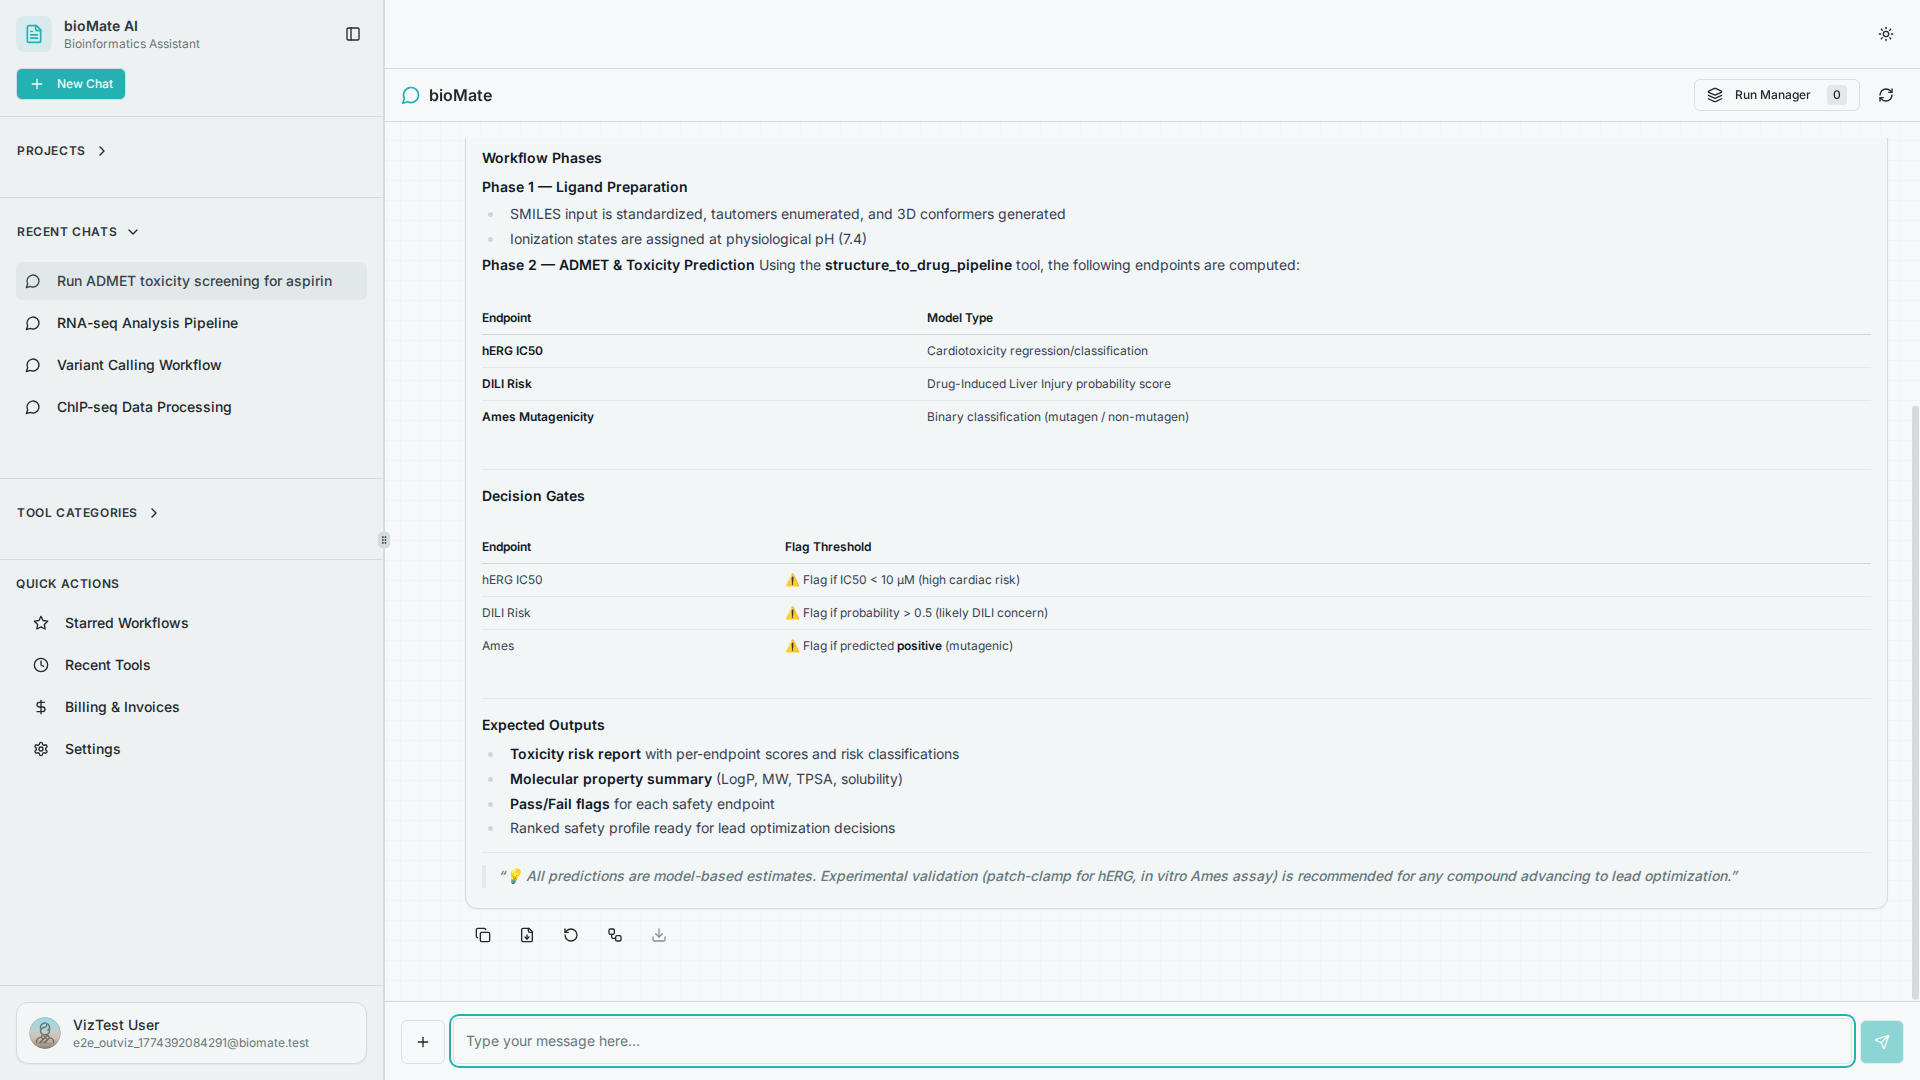 bioMate AI
Bioinformatics Assistant
New Chat
PROJECTS
RECENT CHATS
Run ADMET toxicity screening for aspirin
RNA-seq Analysis Pipeline
Variant Calling Workflow
ChIP-seq Data Processing
TOOL CATEGORIES
QUICK ACTIONS
Starred Workflows
Recent Tools
Billing & Invoices
Settings
VizTest User
e2e_outviz_1774392084291@biomate.test
bioMate
Run Manager 0
Workflow Phases
Phase 1 — Ligand Preparation
SMILES input is standardized, tautomers enumerated, and 3D conformers generated
Ionization states are assigned at physiological pH (7.4)
Phase 2 — ADMET & Toxicity Prediction Using the structure_to_drug_pipeline tool, the following endpoints are computed:
Endpoint Model Type
hERG IC50 Cardiotoxicity regression/classification
DILI Risk Drug-Induced Liver Injury probability score
Ames Mutagenicity Binary classification (mutagen / non-mutagen)
Decision Gates
Endpoint Flag Threshold
hERG IC50 ⚠️ Flag if IC50 < 10 μM (high cardiac risk)
DILI Risk ⚠️ Flag if probability > 0.5 (likely DILI concern)
Ames ⚠️ Flag if predicted positive (mutagenic)
Expected Outputs
Toxicity risk report with per-endpoint scores and risk classifications
Molecular property summary (LogP, MW, TPSA, solubility)
Pass/Fail flags for each safety endpoint
Ranked safety profile ready for lead optimization decisions
“💡 All predictions are model-based estimates. Experimental validation (patch-clamp for hERG, in vitro Ames assay) is recommended for any compound advancing to lead optimization.”
Type your message here...